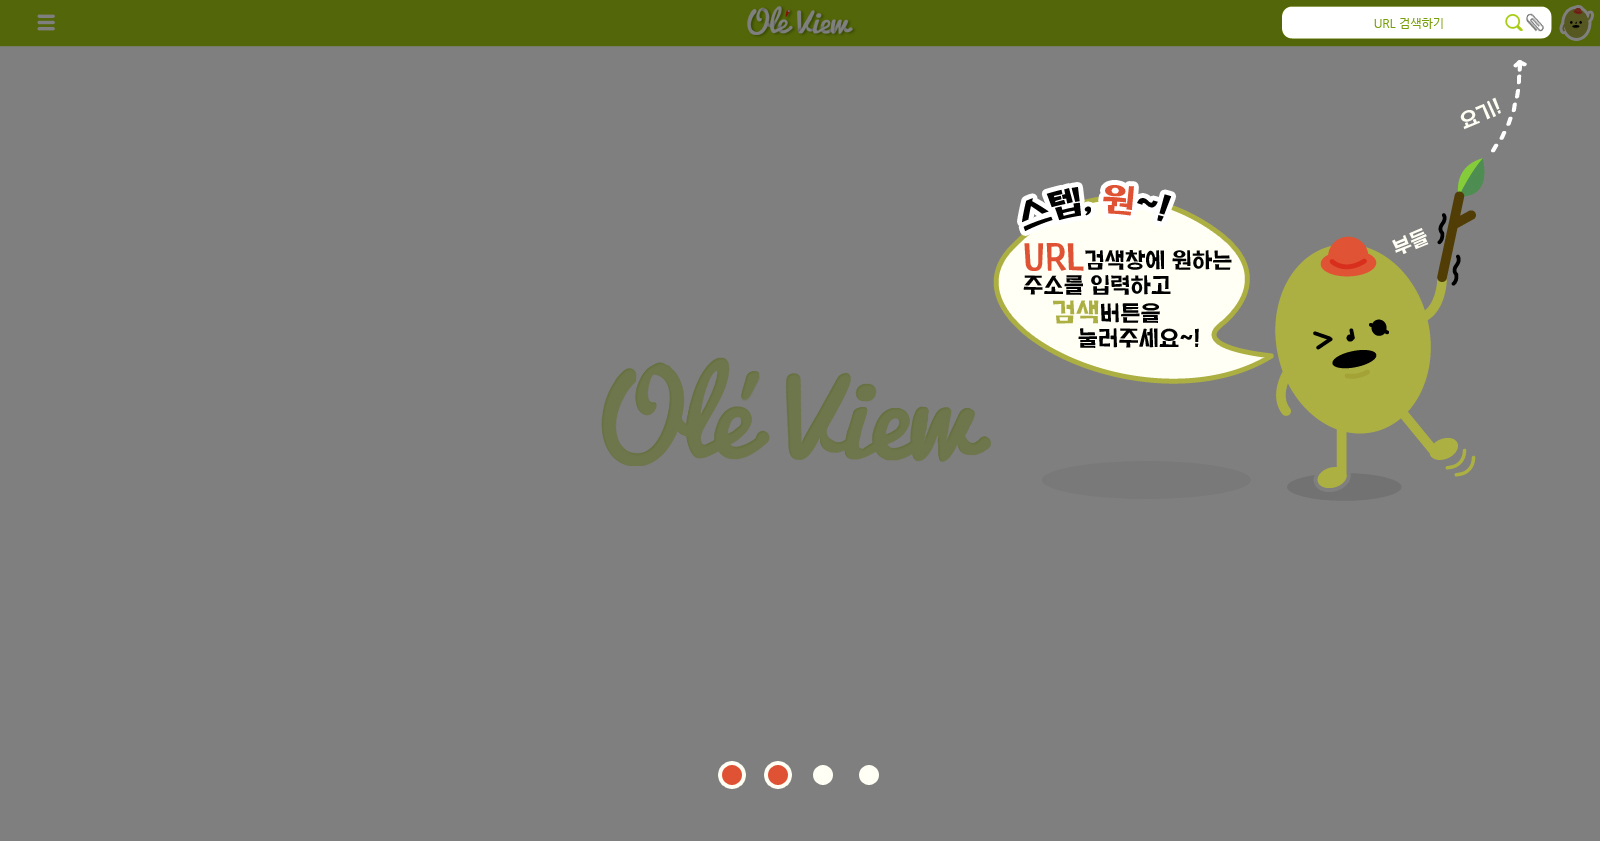 Olé View
URL 검색하기
요기!
스텝, 원~!
부들
URL검색창에 원하는
주소를 입력하고
검색버튼을
눌러주세요~!
Olé View